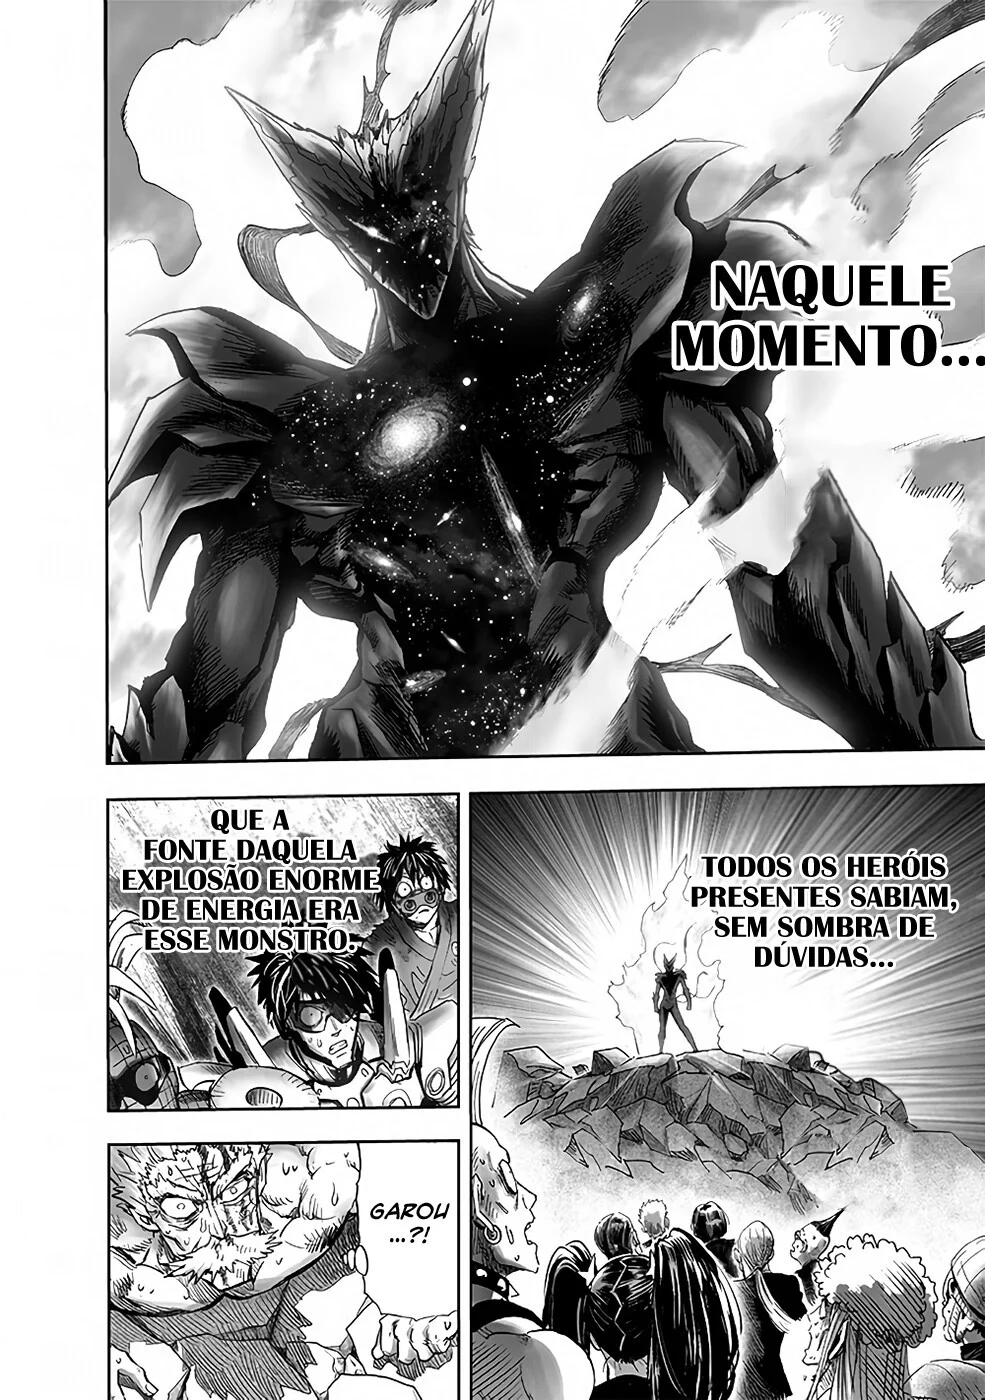 NAQUELE
MOMENTO...
TODOS OS HERÓIS
PRESENTES SABIAM,
SEM SOMBRA DE
DÚVIDAS...
QUE A
FONTE DAQUELA
EXPLOSÃO ENORME
DE ENERGIA ERA
ESSE MONSTRO.
GAROU
...?!